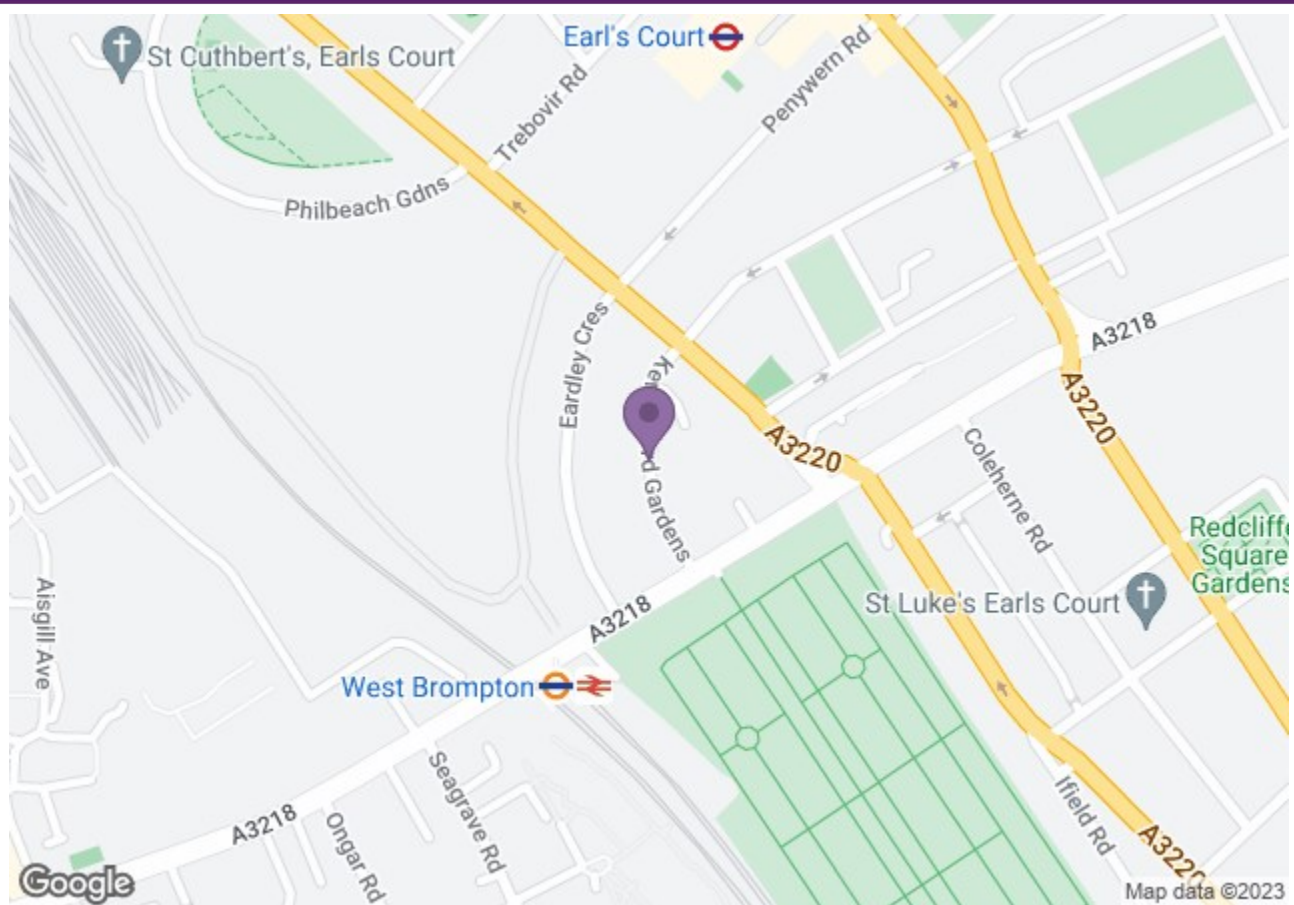 Earl's Court
St Cuthbert's, Earls Court
Penywern Rd
Trebovir Rd
Philbeach Gdns
A3218
Eardley Cres
A3220
A3220
Gardens
Coleherne Rd
Redcliffe
Square
Gardens
Aisgill Ave
A3218
St Luke's Earls Court
West Brompton
Seagrave Rd
Ifield Rd
A3218
Ongar Rd
A3220
Google
Map data ©2023